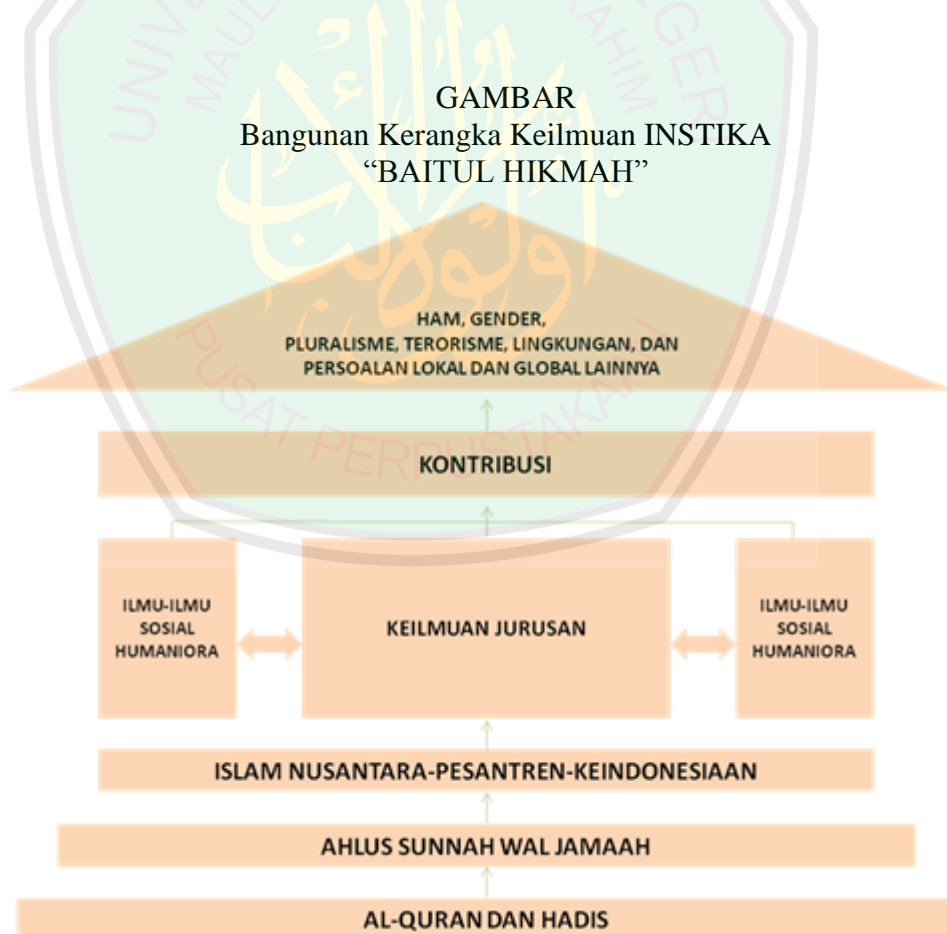 GAMBAR
Bangunan Kerangka Keilmuan INSTIKA
“BAITUL HIKMAH”
HAM, GENDER,
PLURALISME, TERORISME, LINGKUNGAN, DAN
PERSOALAN LOKAL DAN GLOBAL LAINNYA
PUSAT PERPUSTAKAAN
KONTRIBUSI
ILMU-ILMU
SOSIAL
HUMANIORA
KEILMUAN JURUSAN
ILMU-ILMU
SOSIAL
HUMANIORA
ISLAM NUSANTARA-PESANTREN-KEINDONESIAAN
AHLUS SUNNAH WAL JAMAAH
AL-QURAN DAN HADIS